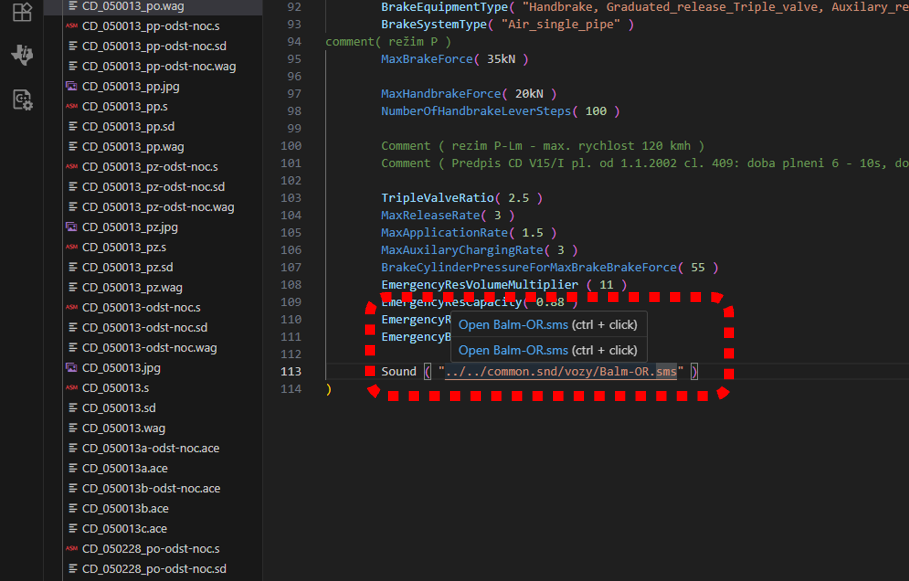 CD_050013_po.wag
ASM CD_050013_pp-odst-noc.s
CD_050013_pp-odst-noc.sd
CD_050013_pp-odst-noc.wag
CD_050013_pp.jpg
ASM CD_050013_pp.s
CD_050013_pp.sd
CD_050013_pp.wag
ASM CD_050013_pz-odst-noc.s
CD_050013_pz-odst-noc.sd
CD_050013_pz-odst-noc.wag
CD_050013_pz.jpg
ASM CD_050013_pz.s
CD_050013_pz.sd
CD_050013_pz.wag
ASM CD_050013-odst-noc.s
CD_050013-odst-noc.sd
CD_050013-odst-noc.wag
CD_050013.jpg
ASM CD_050013.s
CD_050013.sd
CD_050013.wag
CD_050013a-odst-noc.ace
CD_050013a.ace
CD_050013b-odst-noc.ace
CD_050013b.ace
CD_050013c.ace
ASM CD_050228_po-odst-noc.s
CD_050228_po-odst-noc.sd
92 BrakeEquipmentType( "Handbrake, Graduated_release_Triple_valve, Auxilary_re
93 BrakeSystemType( "Air_single_pipe" )
94 comment( režim P )
95 MaxBrakeForce( 35kN )
96
97 MaxHandbrakeForce( 20kN )
98 NumberOfHandbrakeLeverSteps( 100 )
99
100 Comment ( rezim P-Lm - max. rychlost 120 kmh )
101 Comment ( Predpis CD V15/I pl. od 1.1.2002 cl. 409: doba plneni 6 - 10s, do
102
103 TripleValveRatio( 2.5 )
104 MaxReleaseRate( 3 )
105 MaxApplicationRate( 1.5 )
106 MaxAuxilaryChargingRate( 3 )
107 BrakeCylinderPressureForMaxBrakeBrakeForce( 55 )
108 EmergencyResVolumeMultiplier ( 11 )
109 EmergencyResCapacity( 0.88 )
110 EmergencyR
111 EmergencyB
112
113 Sound ( "../../common.snd/vozy/Balm-OR.sms" )
114 )
Open Balm-OR.sms (ctrl + click)
Open Balm-OR.sms (ctrl + click)